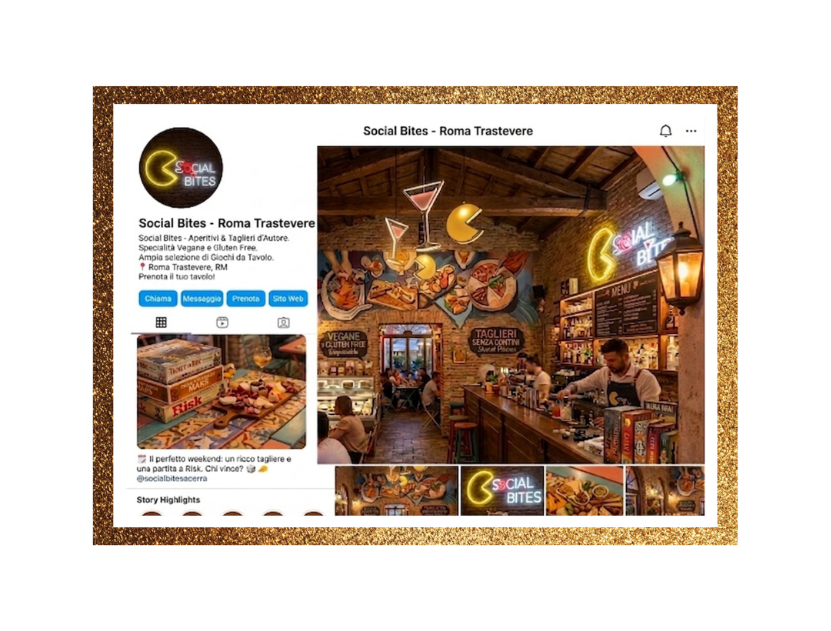 Social Bites - Roma Trastevere
SOCIAL
BITES
Social Bites - Roma Trastevere
Social Bites - Aperitivi & Taglieri d'Autore.
Specialità Vegane e Gluten Free.
Ampia selezione di Giochi da Tavolo.
📍 Roma Trastevere, RM
Prenota il tuo tavolo!
Chiama
Messaggio
Prenota
Sito Web
Risk
Il perfetto weekend: un ricco tagliere e
una partita a Risk. Chi vince? 🎲 🧀
@socialbitesacerra
Story Highlights
SOCIAL
BITES
MENU
VEGANE
GLUTEN FREE
TAGLIERI
SENZA CONFINI
SOCIAL
BITES